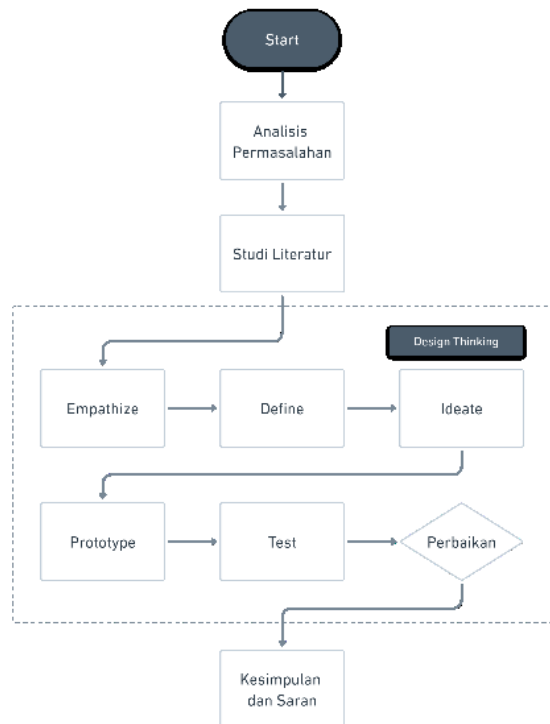 Start
Analisis
Permasalahan
Studi Literatur
Design Thinking
Empathize
Define
Ideate
Prototype
Test
Perbaikan
Kesimpulan
dan Saran